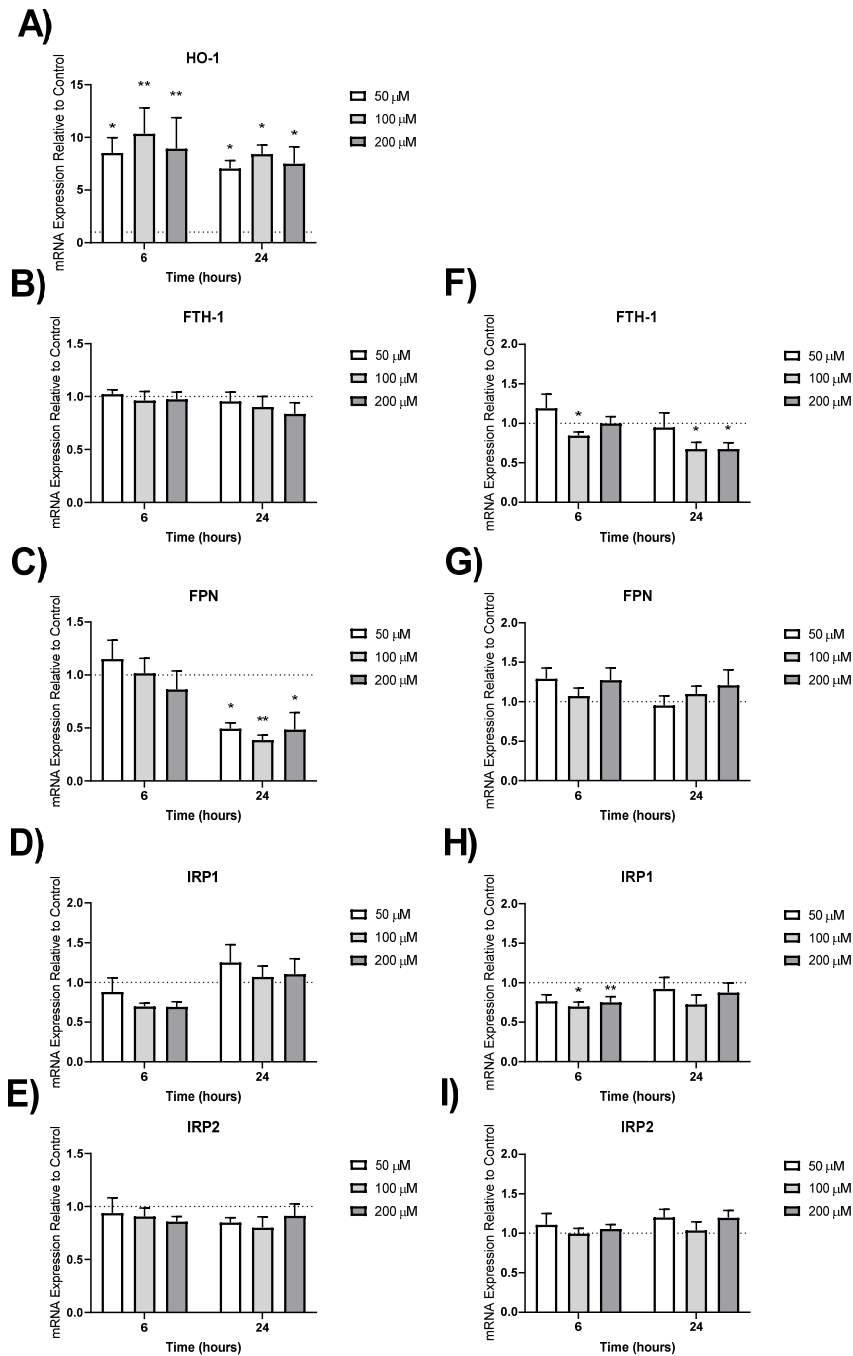 A)
HO-1
mRNA Expression Relative to Control
15
10
5
0
* ** ** * * *
6 24
Time (hours)
50 μM
100 μM
200 μM
B)
FTH-1
mRNA Expression Relative to Control
1.5
1.0
0.5
0.0
6 24
Time (hours)
50 μM
100 μM
200 μM
F)
FTH-1
mRNA Expression Relative to Control
2.0
1.5
1.0
0.5
0.0
* * *
6 24
Time (hours)
50 μM
100 μM
200 μM
C)
FPN
mRNA Expression Relative to Control
1.5
1.0
0.5
0.0
* ** *
6 24
Time (hours)
50 μM
100 μM
200 μM
G)
FPN
mRNA Expression Relative to Control
2.0
1.5
1.0
0.5
0.0
6 24
Time (hours)
50 μM
100 μM
200 μM
D)
IRP1
mRNA Expression Relative to Control
2.0
1.5
1.0
0.5
0.0
6 24
Time (hours)
50 μM
100 μM
200 μM
H)
IRP1
mRNA Expression Relative to Control
2.0
1.5
1.0
0.5
0.0
* **
6 24
Time (hours)
50 μM
100 μM
200 μM
E)
IRP2
mRNA Expression Relative to Control
1.5
1.0
0.5
0.0
6 24
Time (hours)
50 μM
100 μM
200 μM
I)
IRP2
mRNA Expression Relative to Control
2.0
1.5
1.0
0.5
0.0
6 24
Time (hours)
50 μM
100 μM
200 μM